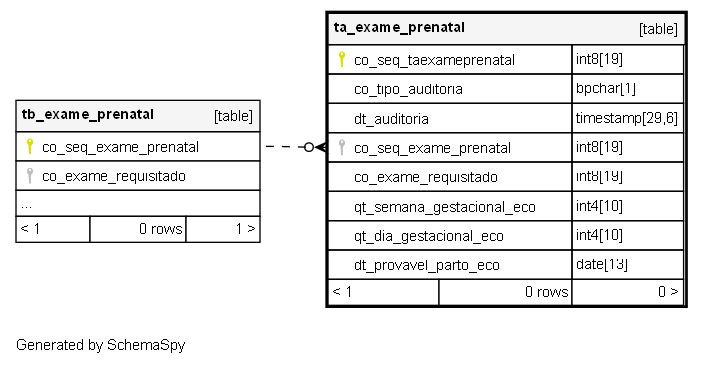 tb_exame_prenatal [table]
co_seq_exame_prenatal
co_exame_requisitado
...
< 1 0 rows 1 >
ta_exame_prenatal [table]
co_seq_taexameprenatal int8[19]
co_tipo_auditoria bpchar[1]
dt_auditoria timestamp[29,6]
co_seq_exame_prenatal int8[19]
co_exame_requisitado int8[19]
qt_semana_gestacional_eco int4[10]
qt_dia_gestacional_eco int4[10]
dt_provavel_parto_eco date[13]
< 1 0 rows 0 >
Generated by SchemaSpy